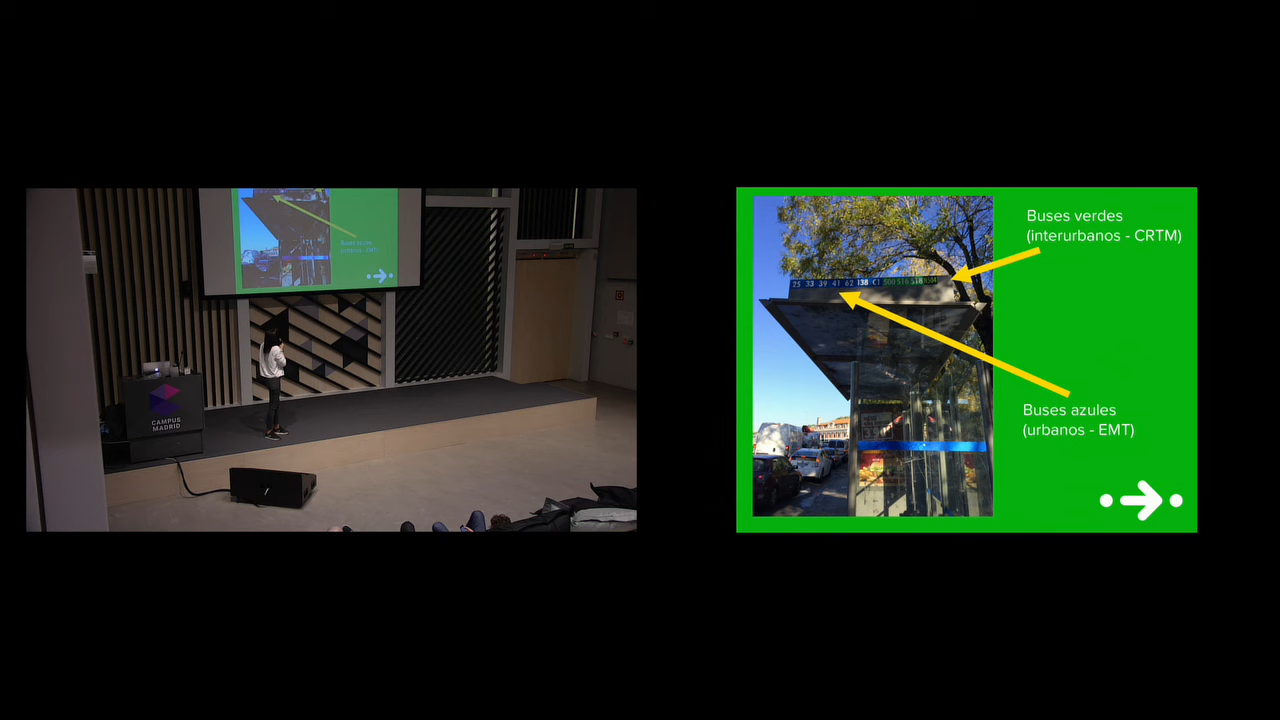 CAMPUS
MADRID
Buses verdes
(interurbanos - CRTM)
25 33 39 41 62 138 C1 500 516 518 N504
Buses azules
(urbanos - EMT)